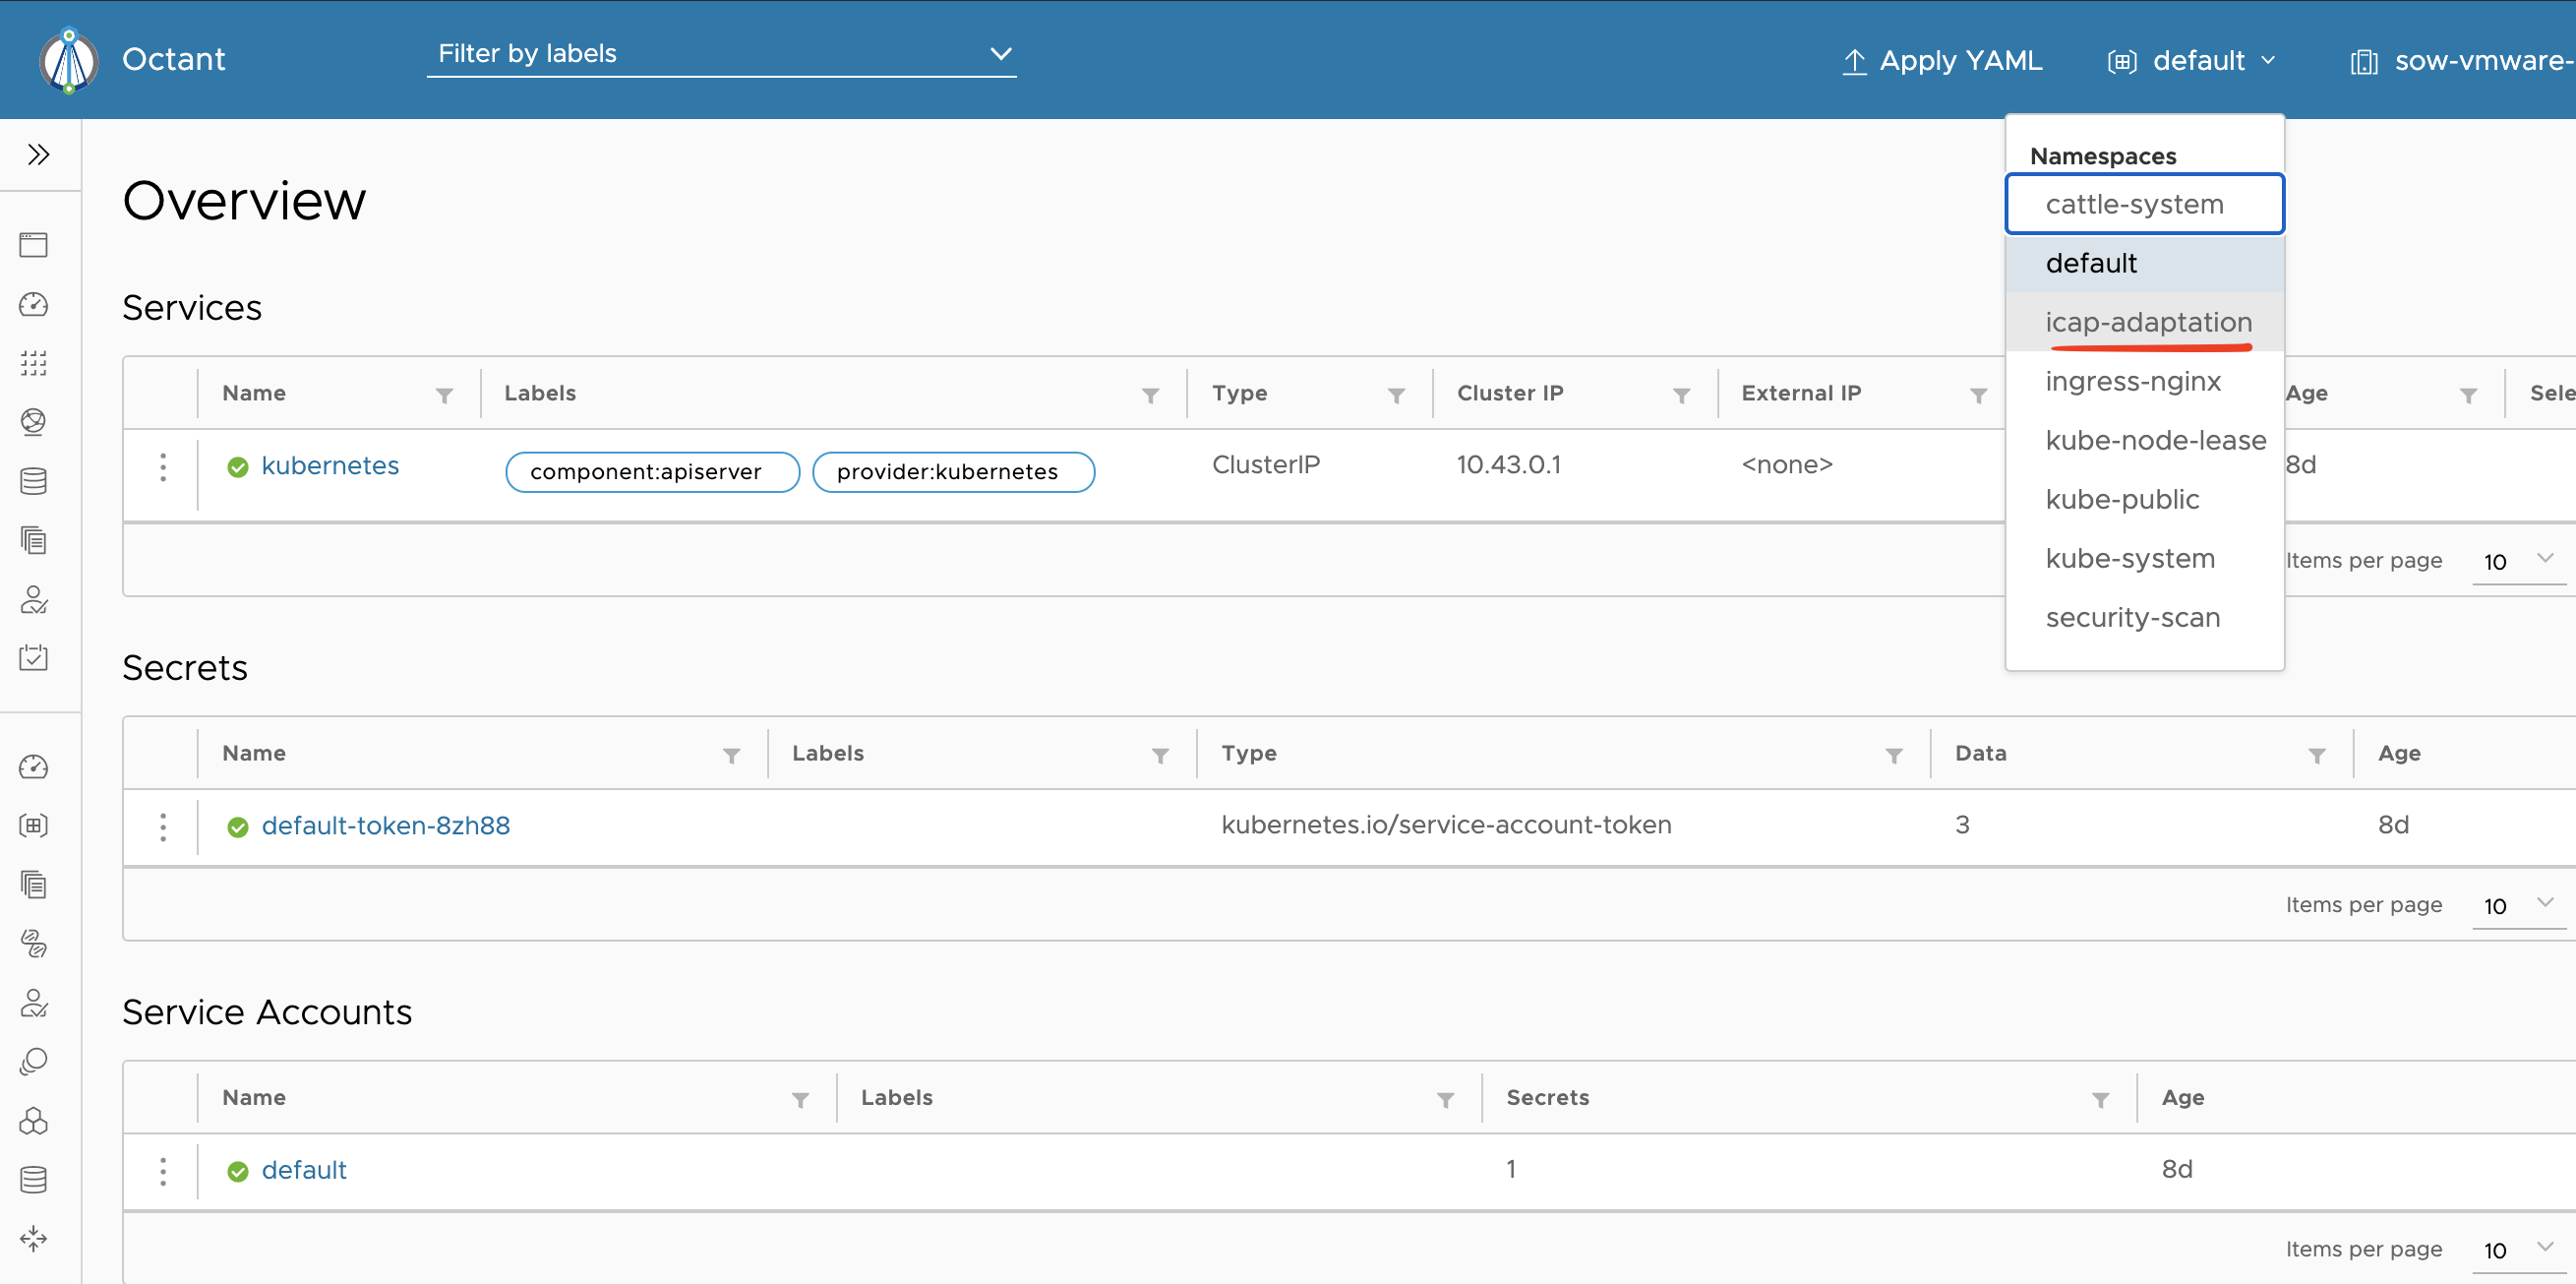 Octant
Filter by labels
Apply YAML
default
sow-vmware-
Namespaces
cattle-system
default
icap-adaptation
ingress-nginx
kube-node-lease
kube-public
kube-system
security-scan
Overview
Services
Name Labels Type Cluster IP External IP Age Sele
kubernetes component:apiserver provider:kubernetes ClusterIP 10.43.0.1 <none> 8d
Items per page 10
Secrets
Name Labels Type Data Age
default-token-8zh88 kubernetes.io/service-account-token 3 8d
Items per page 10
Service Accounts
Name Labels Secrets Age
default 1 8d
Items per page 10